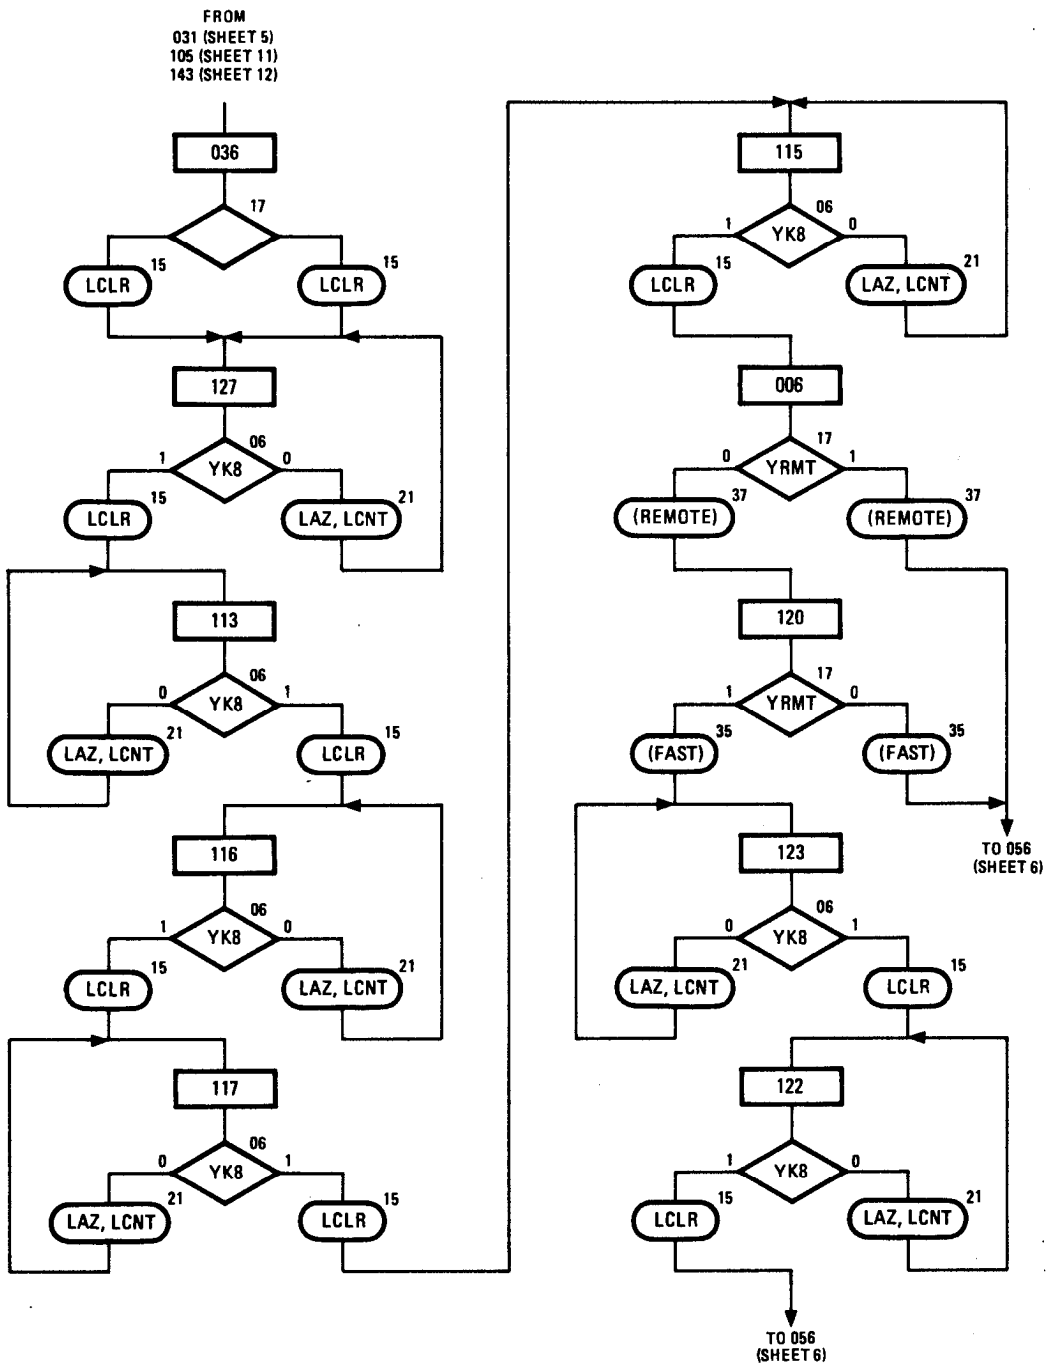 FROM
031 (SHEET 5)
105 (SHEET 11)
143 (SHEET 12)
036
17
15
LCLR
15
LCLR
127
06
1
YK8
0
15
LCLR
21
LAZ, LCNT
113
06
0
YK8
1
21
LAZ, LCNT
15
LCLR
116
06
1
YK8
0
15
LCLR
21
LAZ, LCNT
117
06
0
YK8
1
21
LAZ, LCNT
15
LCLR
115
06
1
YK8
0
15
LCLR
21
LAZ, LCNT
006
17
0
YRMT
1
37
(REMOTE)
37
(REMOTE)
120
17
1
YRMT
0
35
(FAST)
35
(FAST)
TO 056
(SHEET 6)
123
06
0
YK8
1
21
LAZ, LCNT
15
LCLR
122
06
1
YK8
0
15
LCLR
21
LAZ, LCNT
TO 056
(SHEET 6)